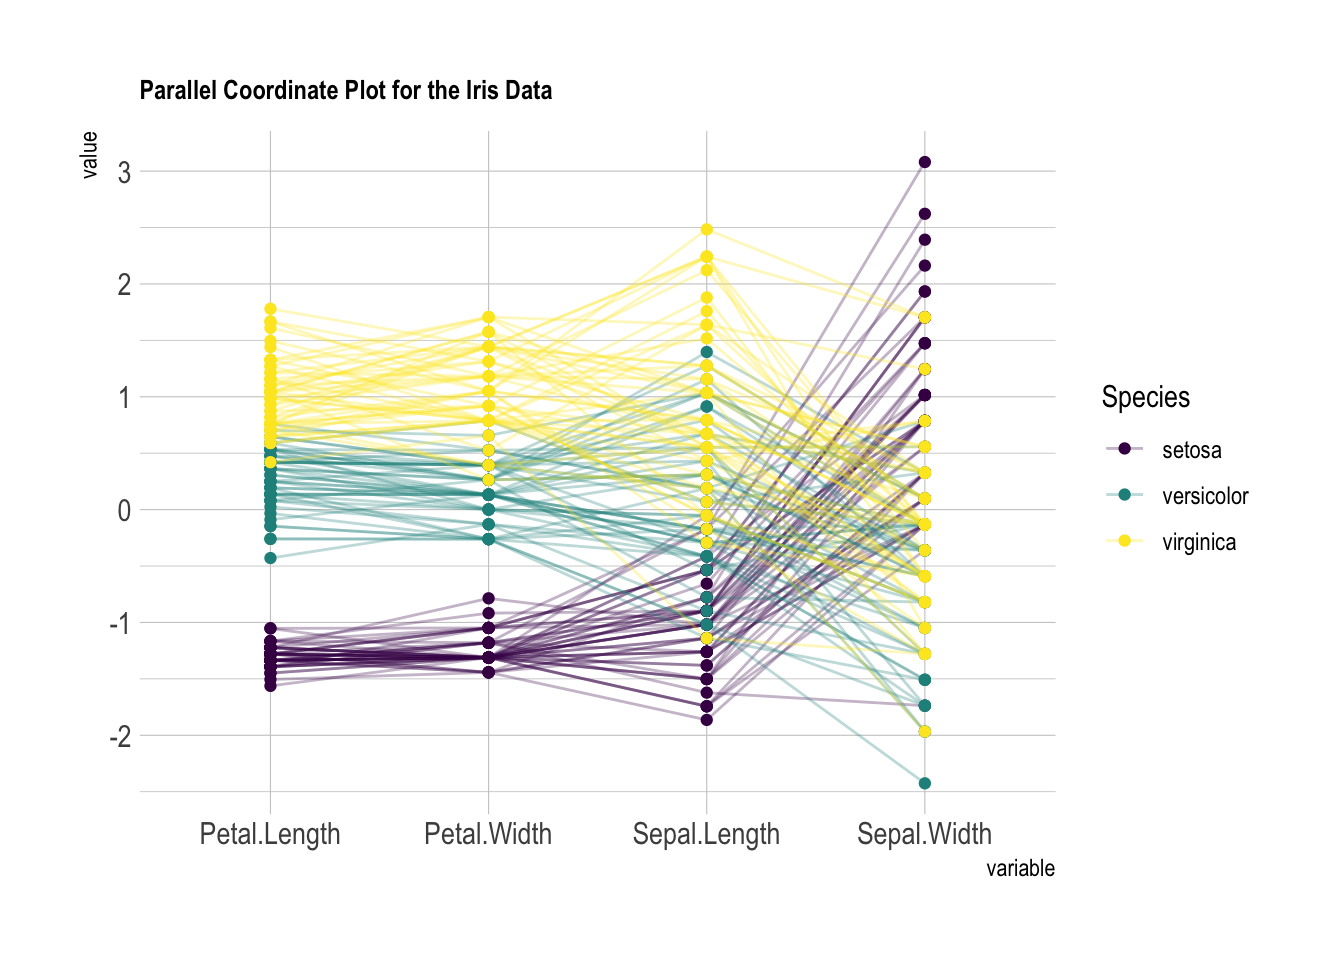 Parallel Coordinate Plot for the Iris Data
value
3
2
1
0
-1
-2
Petal.Length
Petal.Width
Sepal.Length
Sepal.Width
variable
Species
setosa
versicolor
virginica